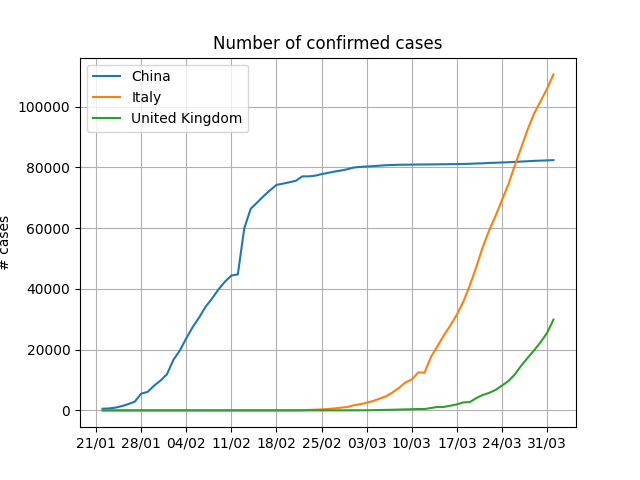 Number of confirmed cases
China
Italy
United Kingdom
100000
80000
60000
40000
20000
0
# cases
21/01 28/01 04/02 11/02 18/02 25/02 03/03 10/03 17/03 24/03 31/03